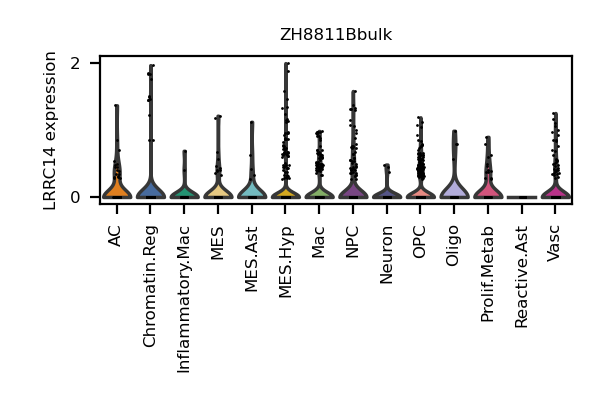 ZH8811Bbulk
LRRC14 expression
2
0
AC
Chromatin.Reg
Inflammatory.Mac
MES
MES.Ast
MES.Hyp
Mac
NPC
Neuron
OPC
Oligo
Prolif.Metab
Reactive.Ast
Vasc